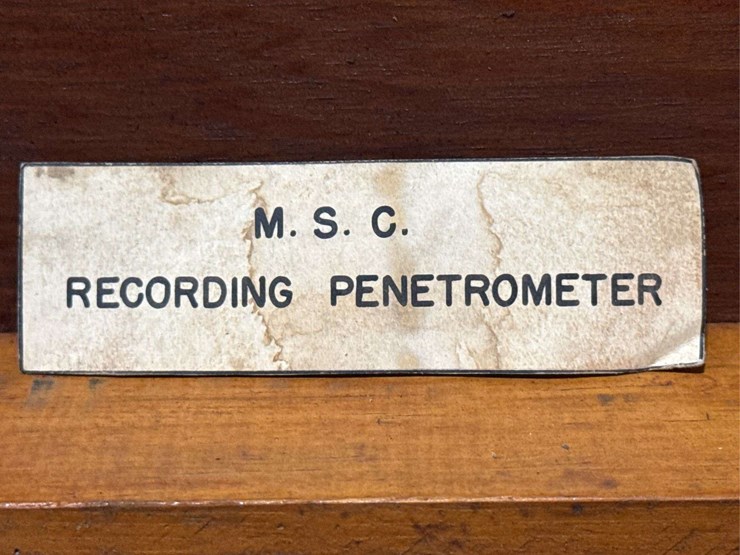 M. S. C.
RECORDING PENETROMETER